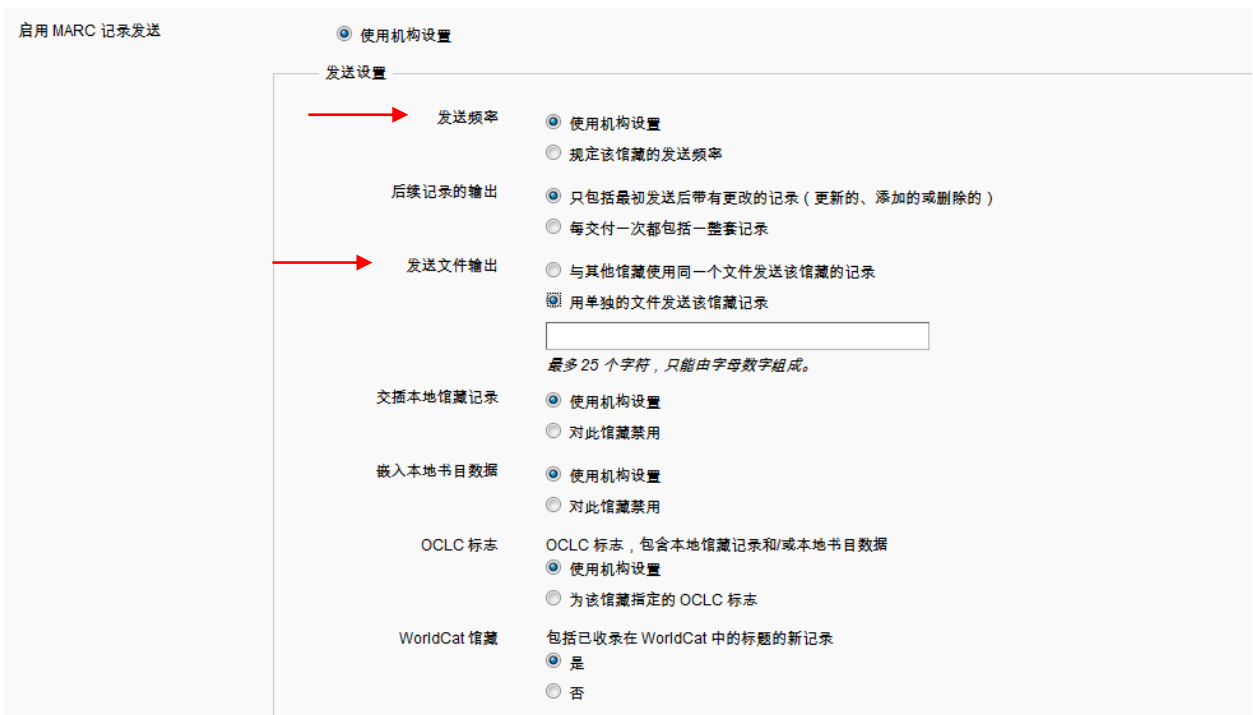 启用 MARC 记录发送
使用机构设置
发送设置
发送频率
使用机构设置
规定该馆藏的发送频率
后续记录的输出
只包括最初发送后带有更改的记录（更新的、添加的或删除的）
每交付一次都包括一整套记录
发送文件输出
与其他馆藏使用同一个文件发送该馆藏的记录
用单独的文件发送该馆藏记录
最多 25 个字符，只能由字母数字组成。
交插本地馆藏记录
使用机构设置
对此馆藏禁用
嵌入本地书目数据
使用机构设置
对此馆藏禁用
OCLC 标志
OCLC 标志，包含本地馆藏记录和/或本地书目数据
使用机构设置
为该馆藏指定的 OCLC 标志
WorldCat 馆藏
包括已收录在 WorldCat 中的标题的新记录
是
否